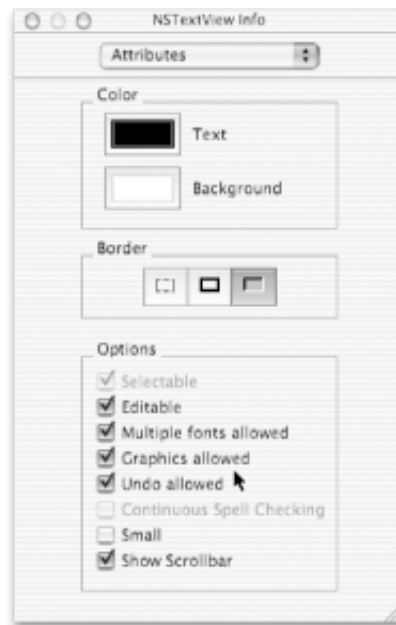 NSTextView Info
Attributes
Color
Text
Background
Border
Options
Selectable
Editable
Multiple fonts allowed
Graphics allowed
Undo allowed
Continuous Spell Checking
Small
Show Scrollbar